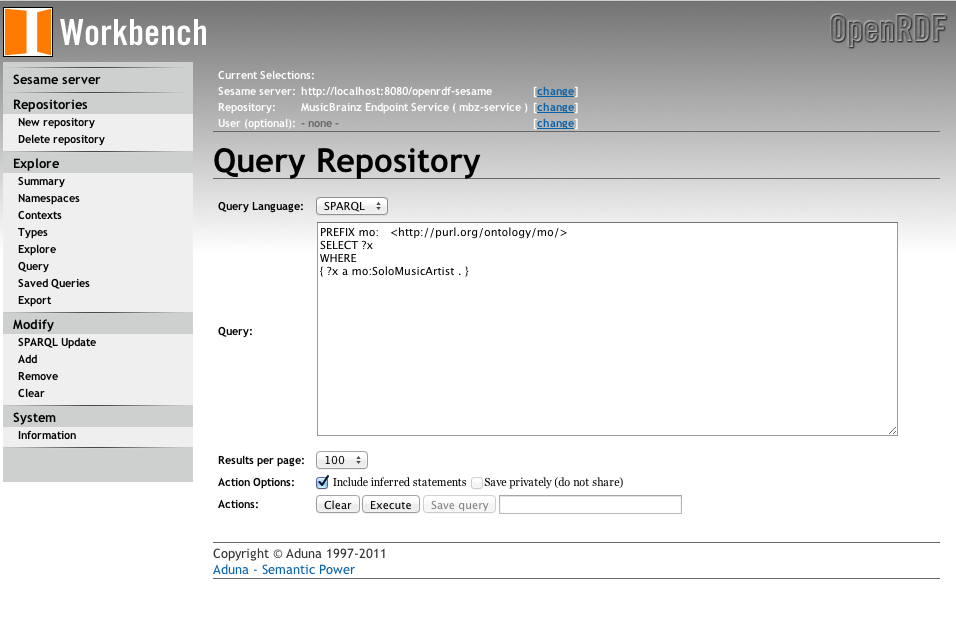 Workbench
OpenRDF
Sesame server
Repositories
New repository
Delete repository
Explore
Summary
Namespaces
Contexts
Types
Explore
Query
Saved Queries
Export
Modify
SPARQL Update
Add
Remove
Clear
System
Information
Current Selections:
Sesame server: http://localhost:8080/openrdf-sesame [change]
Repository: MusicBrainz Endpoint Service ( mbz-service ) [change]
User (optional): - none - [change]
Query Repository
Query Language: SPARQL
PREFIX mo: <http://purl.org/ontology/mo/>
SELECT ?x
WHERE
{ ?x a mo:SoloMusicArtist . }
Query:
Results per page: 100
Action Options: Include inferred statements Save privately (do not share)
Actions: Clear Execute Save query
Copyright © Aduna 1997-2011
Aduna - Semantic Power